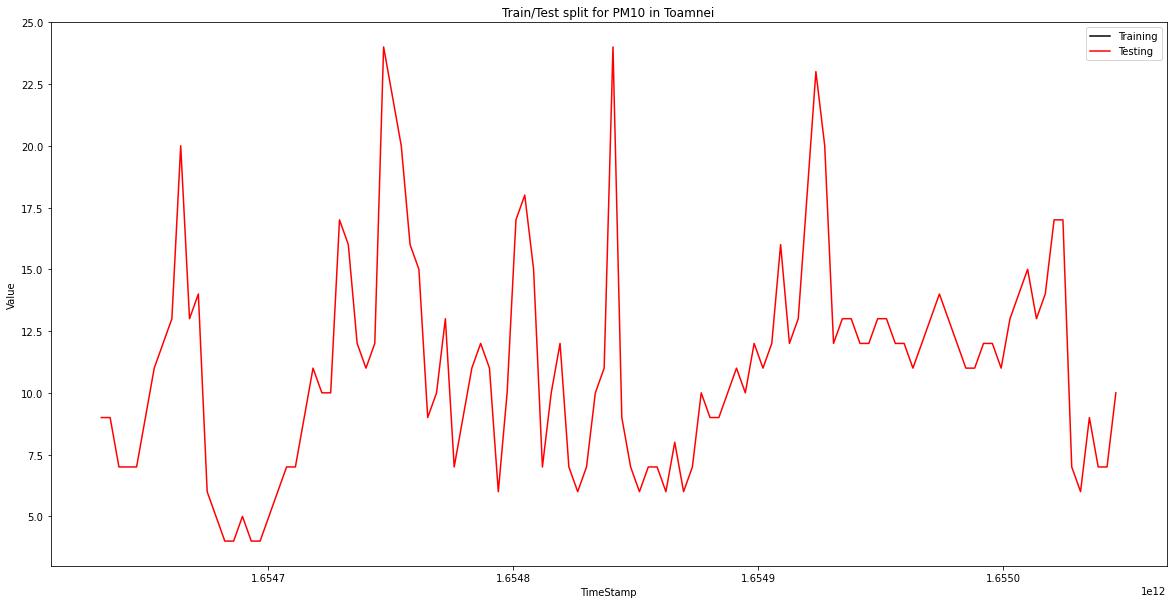 Train/Test split for PM10 in Toamnei
Training
Testing
Value
25.0
22.5
20.0
17.5
15.0
12.5
10.0
7.5
5.0
1.6547
1.6548
1.6549
1.6550
1e12
TimeStamp